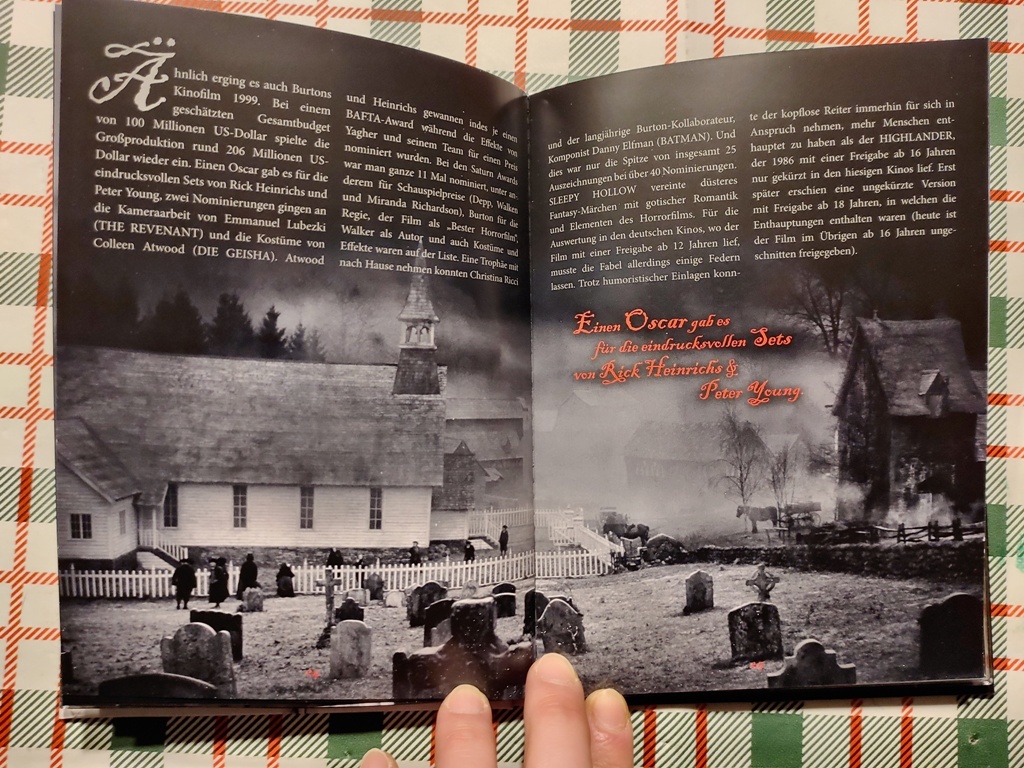 Ähnlich erging es auch Burtons
Kinofilm 1999. Bei einem
geschätzten Gesamtbudget
von 100 Millionen US-Dollar spielte die
Großproduktion rund 206 Millionen US-
Dollar wieder ein. Einen Oscar gab es für die
eindrucksvollen Sets von Rick Heinrichs und
Peter Young, zwei Nominierungen gingen an
die Kameraarbeit von Emmanuel Lubezki
(THE REVENANT) und die Kostüme von
Colleen Atwood (DIE GEISHA). Atwood
und Heinrichs gewannen indes je einen
BAFTA-Award während die Effekte von
Yagher und seinem Team für einen Preis
nominiert wurden. Bei den Saturn Awards
war man ganze 11 Mal nominiert, unter an-
derem für Schauspielpreise (Depp, Walken
und Miranda Richardson), Burton für die
Regie, der Film als „Bester Horrorfilm",
Walker als Autor und auch Kostüme und
Effekte waren auf der Liste. Eine Trophäe mit
nach Hause nehmen konnten Christina Ricci
und der langjährige Burton-Kollaborateur,
Komponist Danny Elfman (BATMAN). Und
dies war nur die Spitze von insgesamt 25
Auszeichnungen bei über 40 Nominierungen.
SLEEPY HOLLOW vereinte düsteres
Fantasy-Märchen mit gotischer Romantik
und Elementen des Horrorfilms. Für die
Auswertung in den deutschen Kinos, wo der
Film mit einer Freigabe ab 12 Jahren lief,
musste die Fabel allerdings einige Federn
lassen. Trotz humoristischer Einlagen konn-
te der kopflose Reiter immerhin für sich in
Anspruch nehmen, mehr Menschen ent-
hauptet zu haben als der HIGHLANDER,
der 1986 mit einer Freigabe ab 16 Jahren
nur gekürzt in den hiesigen Kinos lief. Erst
später erschien eine ungekürzte Version
mit Freigabe ab 18 Jahren, in welchen die
Enthauptungen enthalten waren (heute ist
der Film im Übrigen ab 16 Jahren unge-
schnitten freigegeben).
Einen Oscar gab es
für die eindrucksvollen Sets
von Rick Heinrichs &
Peter Young.